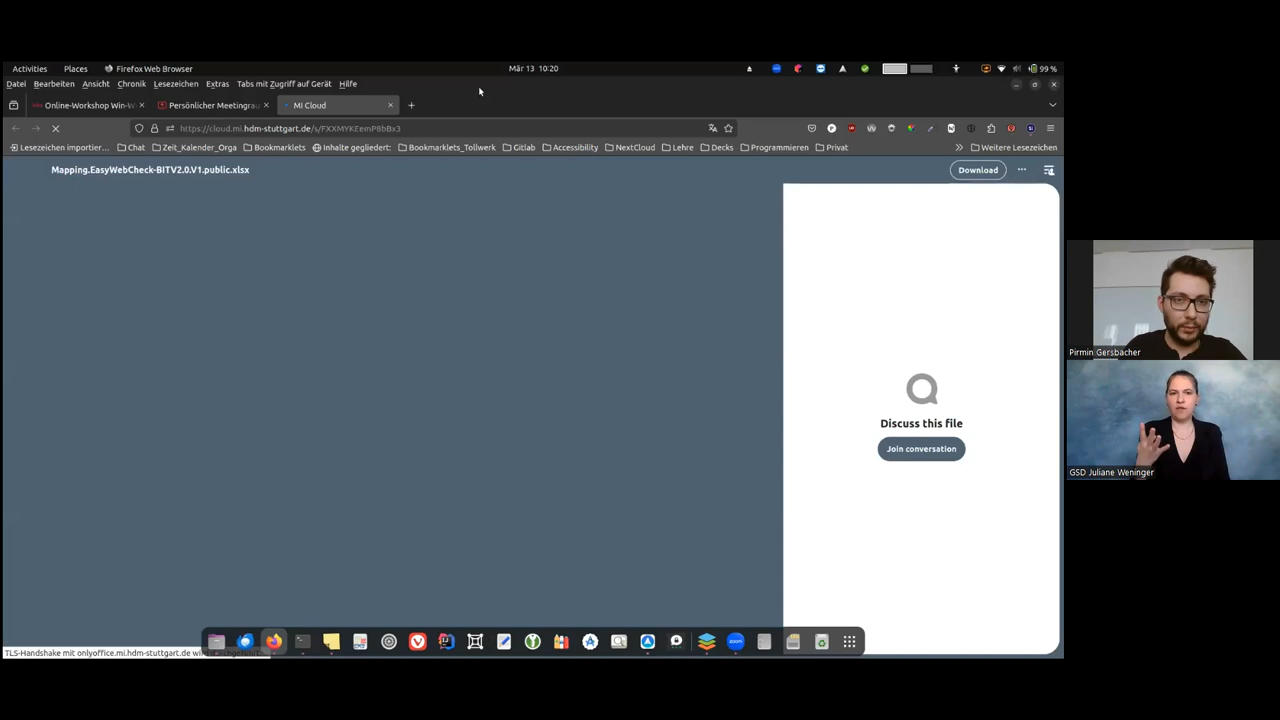 Activities Places Firefox Web Browser Mär 13 10:20 99 %
Datei Bearbeiten Ansicht Chronik Lesezeichen Extras Tabs mit Zugriff auf Gerät Hilfe
Online-Workshop Win-W Persönlicher Meetingrau MI Cloud
https://cloud.mi.hdm-stuttgart.de/s/FXXMYKEemP8bBx3
Lesezeichen importier... Chat Zeit_Kalender_Orga Bookmarklets Inhalte gegliedert: Bookmarklets_Tollwerk Gitlab Accessibility NextCloud Lehre Decks Programmieren Privat Weitere Lesezeichen
Mapping.EasyWebCheck-BITV2.0.V1.public.xlsx Download
Discuss this file
Join conversation
TLS-Handshake mit onlyoffice.mi.hdm-stuttgart.de
Pirmin Gersbacher
GSD Juliane Weninger